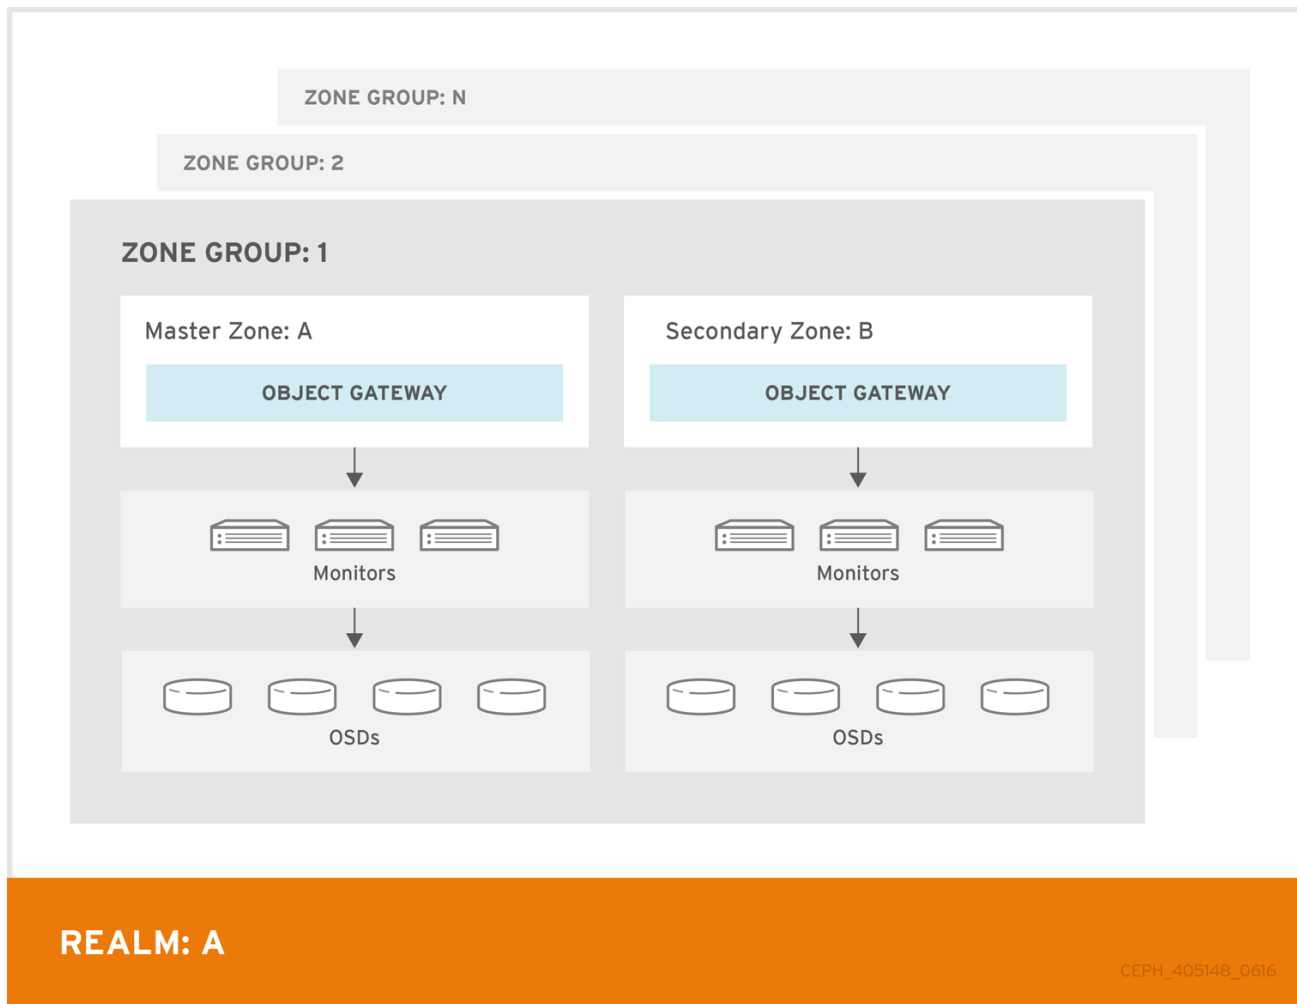 ZONE GROUP: N
ZONE GROUP: 2
ZONE GROUP: 1
Master Zone: A
Secondary Zone: B
OBJECT GATEWAY
OBJECT GATEWAY
Monitors
Monitors
OSDs
OSDs
REALM: A
CEPH_405148_0616